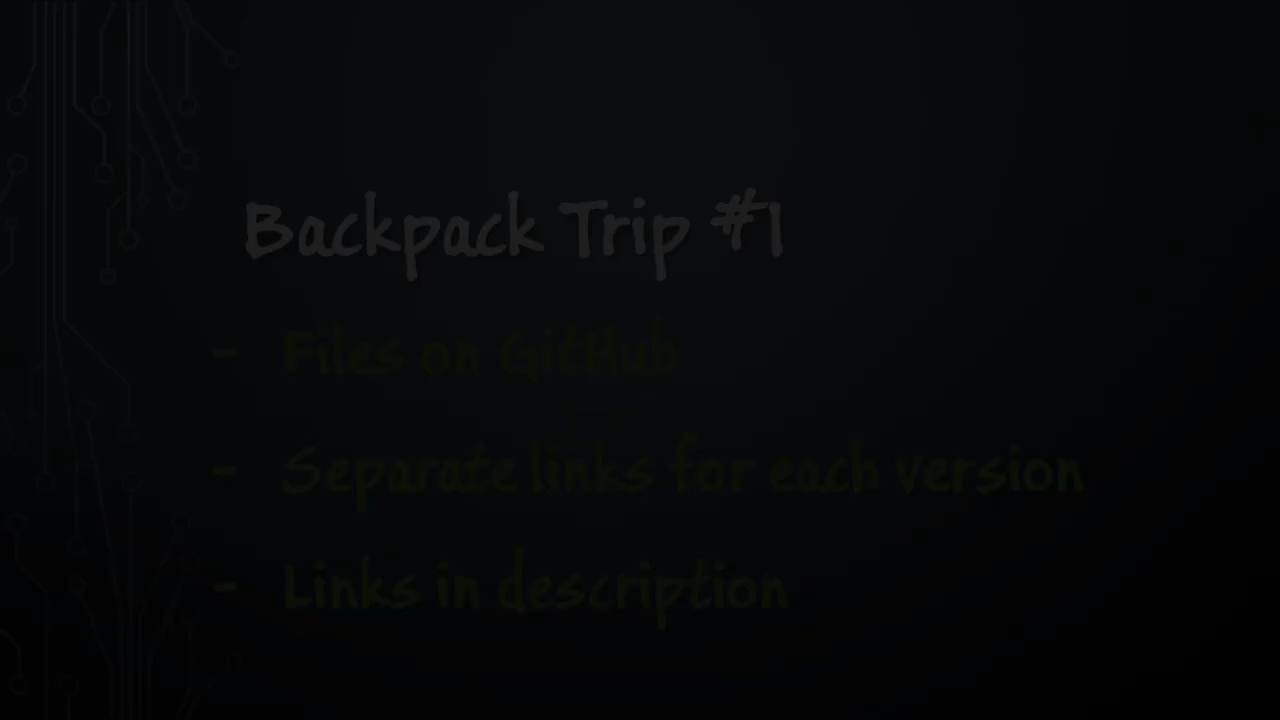 Backpack Trip #1
- Files on GitHub
- Separate links for each version
- Links in description